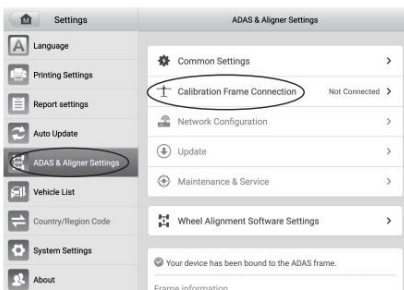 Settings
ADAS & Aligner Settings
Language
Printing Settings
Report settings
Auto Update
ADAS & Aligner Settings
Vehicle List
Country/Region Code
System Settings
About
Common Settings
Calibration Frame Connection Not Connected
Network Configuration
Update
Maintenance & Service
Wheel Alignment Software Settings
Your device has been bound to the ADAS frame.
Frame information